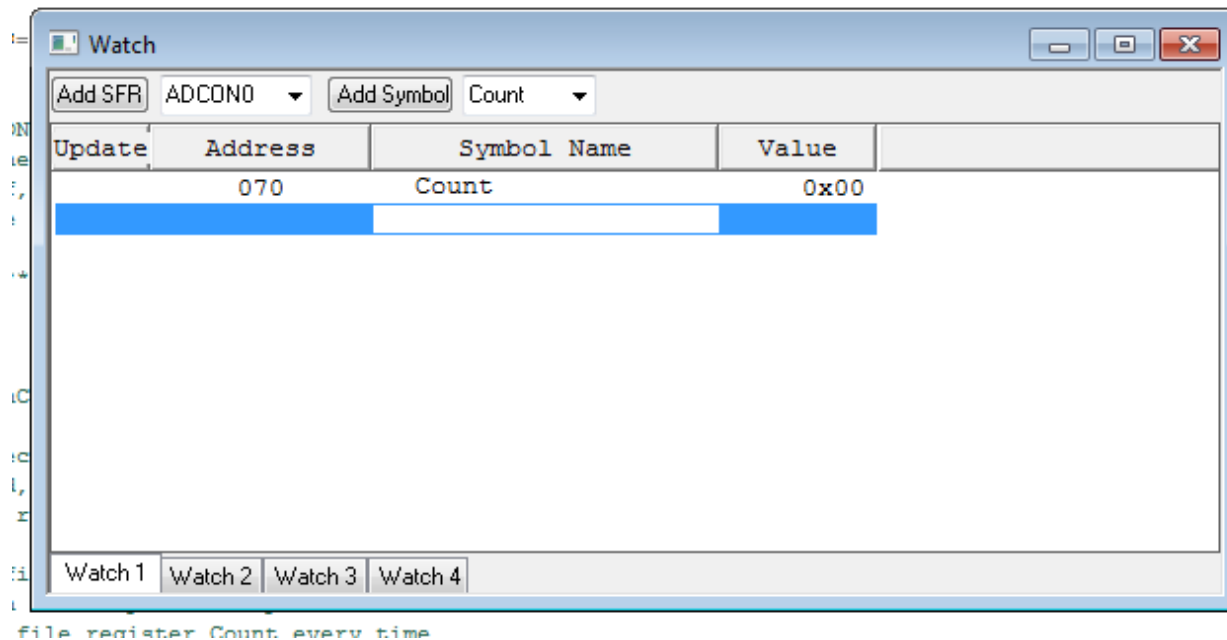 Watch
Add SFR ADCON0 Add Symbol Count
Update Address Symbol Name Value
070 Count 0x00
Watch 1 Watch 2 Watch 3 Watch 4
file register Count every time